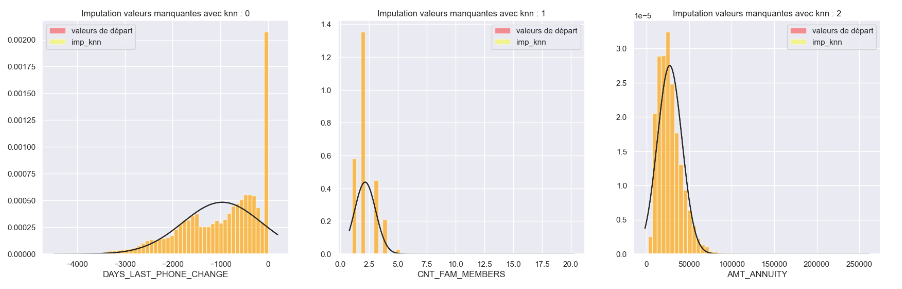 Imputation valeurs manquantes avec knn : 0
valeurs de départ
imp_knn
0.00200
0.00175
0.00150
0.00125
0.00100
0.00075
0.00050
0.00025
0.00000
-4000 -3000 -2000 -1000 0
DAYS_LAST_PHONE_CHANGE
Imputation valeurs manquantes avec knn : 1
valeurs de départ
imp_knn
1.4
1.2
1.0
0.8
0.6
0.4
0.2
0.0
0.0 2.5 5.0 7.5 10.0 12.5 15.0 17.5 20.0
CNT_FAM_MEMBERS
Imputation valeurs manquantes avec knn : 2
1e-5
valeurs de départ
imp_knn
3.0
2.5
2.0
1.5
1.0
0.5
0.0
0 50000 100000 150000 200000 250000
AMT_ANNUITY